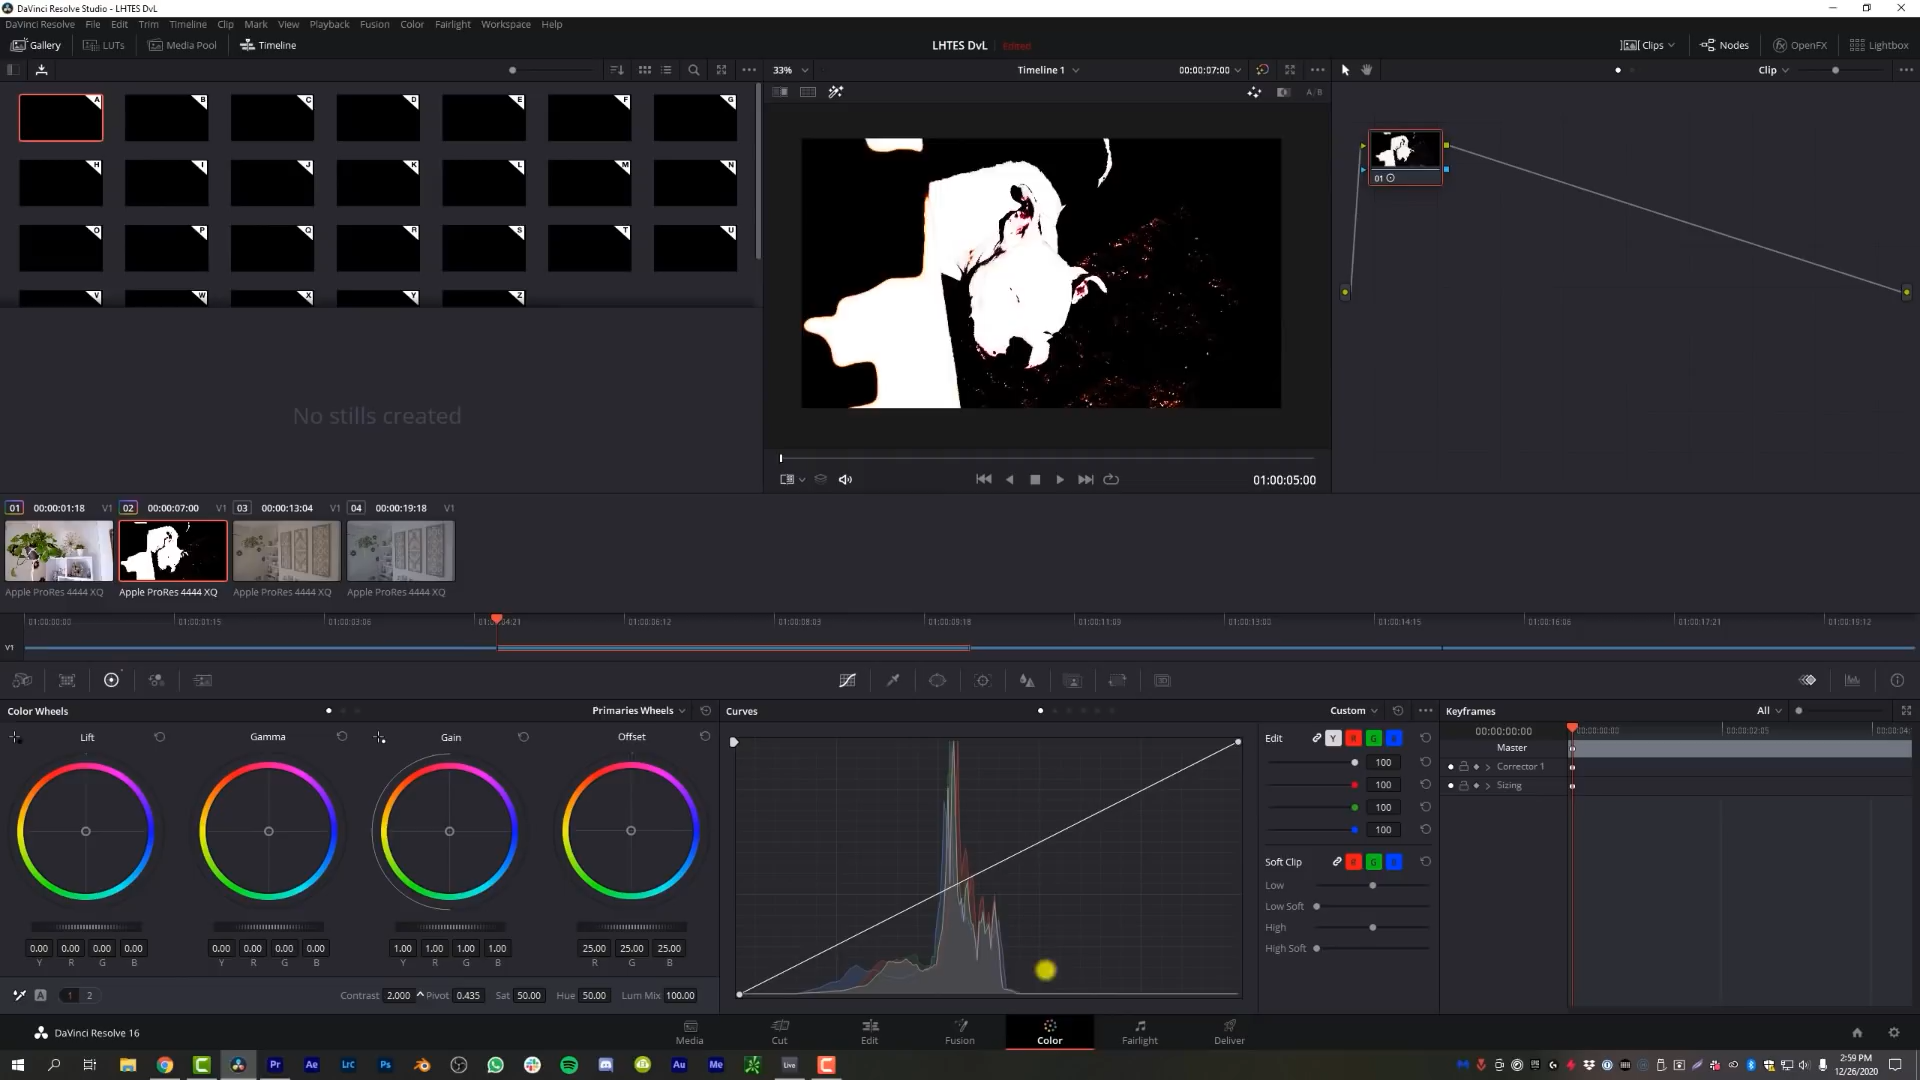 DaVinci Resolve Studio - LHTES DvL
DaVinci Resolve File Edit Trim Timeline Clip Mark View Playback Fusion Color Fairlight Workspace Help
Gallery LUTs Media Pool Timeline LHTES DvL Edited Clips Nodes OpenFX Lightbox
33% Timeline 1 00:00:07:00 Clip
A/B
A B C D E F G
H I J K L M N
O P Q R S T U
V W X Y Z
01
No stills created
01:00:05:00
01 00:00:01:18 V1 02 00:00:07:00 V1 03 00:00:13:04 V1 04 00:00:19:18 V1
Apple ProRes 4444 XQ Apple ProRes 4444 XQ Apple ProRes 4444 XQ Apple ProRes 4444 XQ
01:00:00:00 01:00:01:15 01:00:03:06 01:00:04:21 01:00:06:12 01:00:08:03 01:00:09:18 01:00:11:09 01:00:13:00 01:00:14:15 01:00:16:06 01:00:17:21 01:00:19:12
V1
Color Wheels Primaries Wheels Curves Custom Keyframes All
Lift Gamma Gain Offset
Edit Y R G B
100
100
100
100
Soft Clip R G B
Low
Low Soft
High
High Soft
00:00:00:00 00:00:00:00 00:00:02:05
Master
Corrector 1
Sizing
0.00 0.00 0.00 0.00 0.00 0.00 0.00 0.00 1.00 1.00 1.00 1.00 25.00 25.00 25.00
Y R G B Y R G B Y R G B R G B
A 1 2 Contrast 2.000 Pivot 0.435 Sat 50.00 Hue 50.00 Lum Mix 100.00
DaVinci Resolve 16 Media Cut Edit Fusion Color Fairlight Deliver
Pr Ae Lrc Ps Au Me Live
2:59 PM
12/26/2020